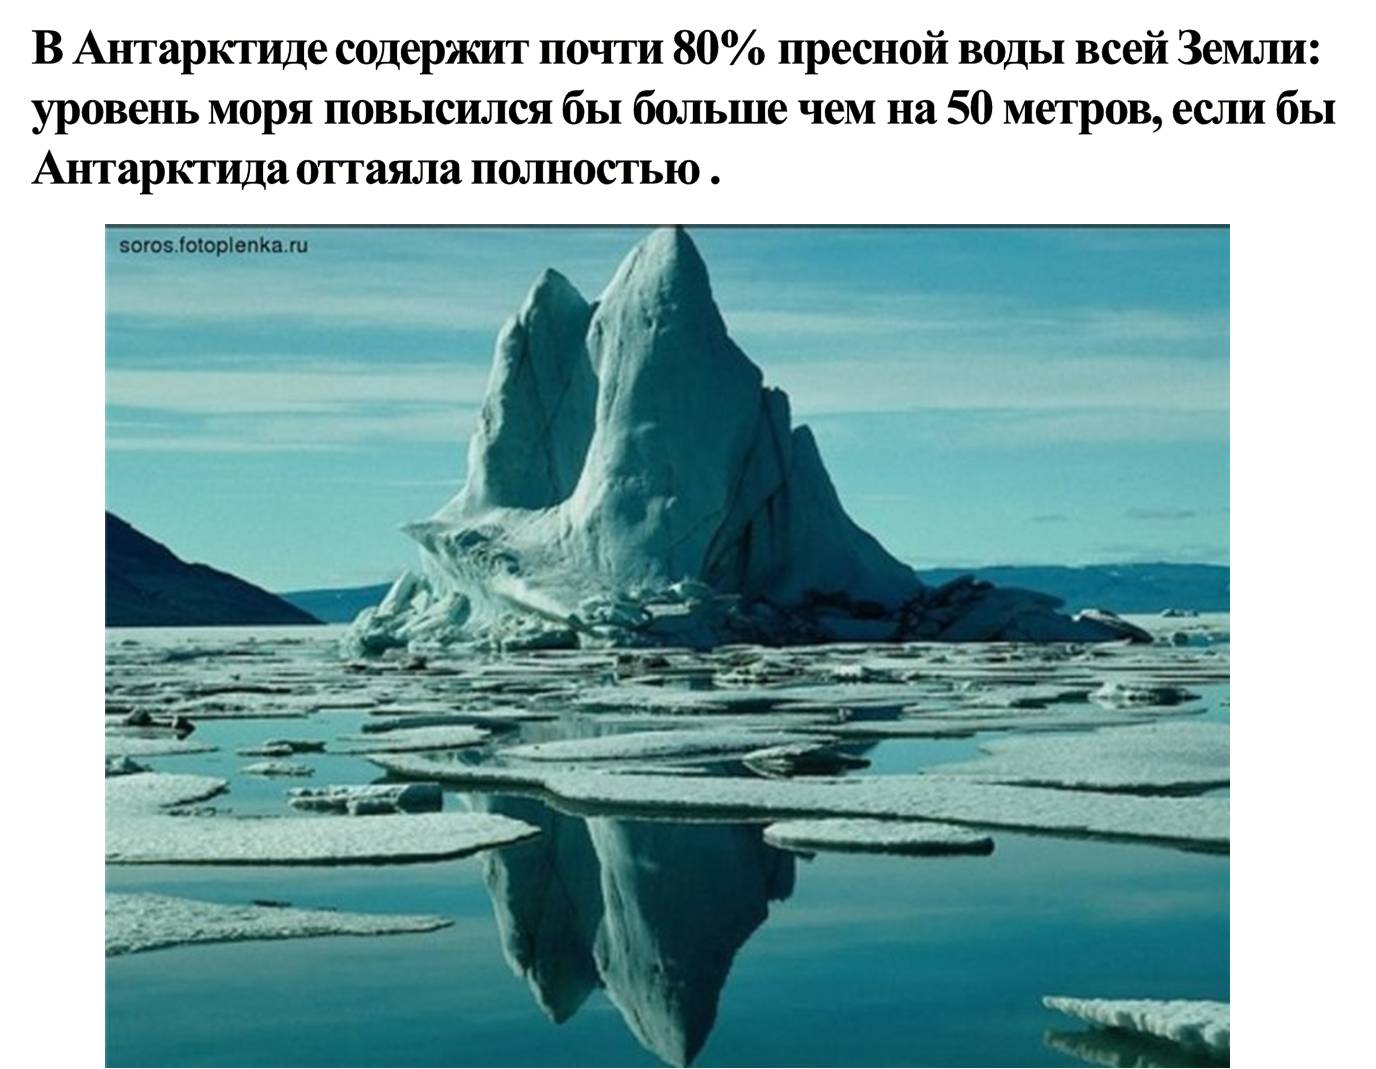 В Антарктиде содержит почти 80% пресной воды всей Земли:
уровень моря повысился бы больше чем на 50 метров, если бы
Антарктида оттаяла полностью .
soros.fotoplenka.ru